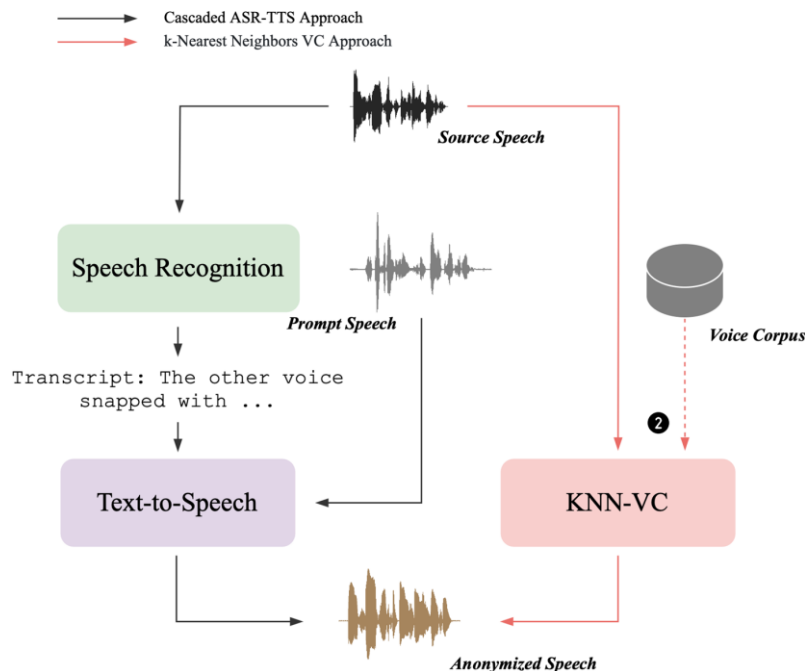 Cascaded ASR-TTS Approach
k-Nearest Neighbors VC Approach
Source Speech
Speech Recognition
Prompt Speech
Voice Corpus
Transcript: The other voice
snapped with ...
2
Text-to-Speech
KNN-VC
Anonymized Speech